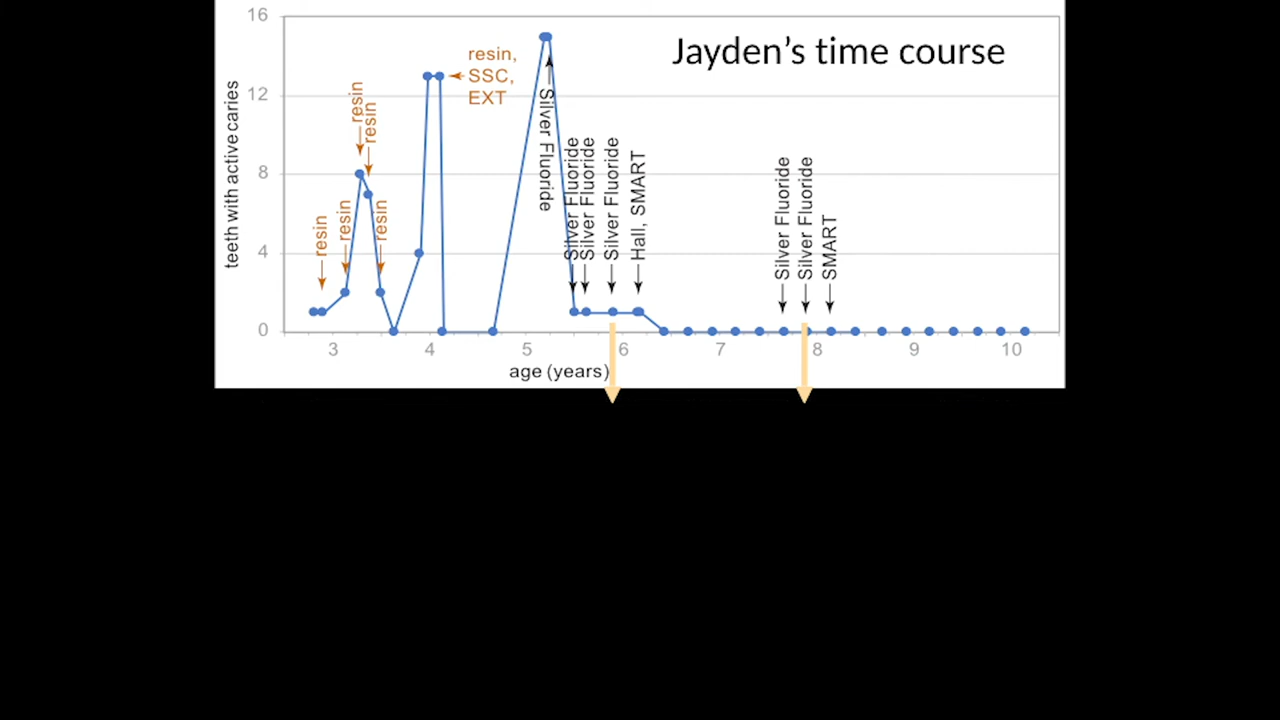 Jayden’s time course
teeth with active caries
16
12
8
4
0
resin
resin
resin
resin
resin
resin,
SSC,
EXT
Silver Fluoride
Silver Fluoride
Silver Fluoride
Silver Fluoride
Hall, SMART
Silver Fluoride
Silver Fluoride
SMART
3 4 5 6 7 8 9 10
age (years)